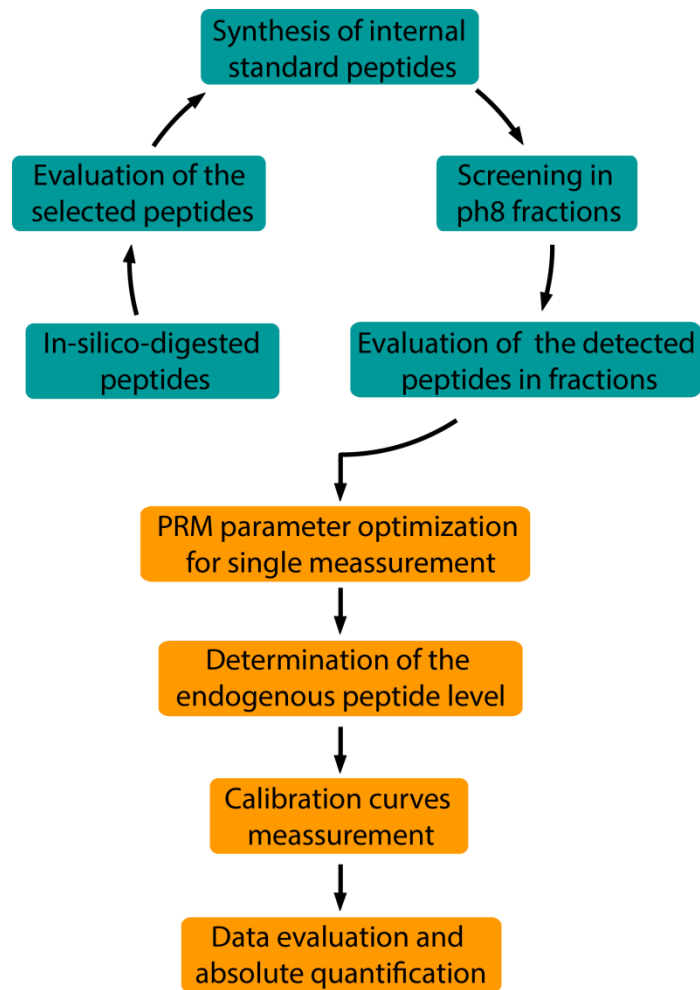 Synthesis of internal
standard peptides
Evaluation of the
selected peptides
Screening in
ph8 fractions
In-silico-digested
peptides
Evaluation of the detected
peptides in fractions
PRM parameter optimization
for single meassurement
Determination of the
endogenous peptide level
Calibration curves
meassurement
Data evaluation and
absolute quantification